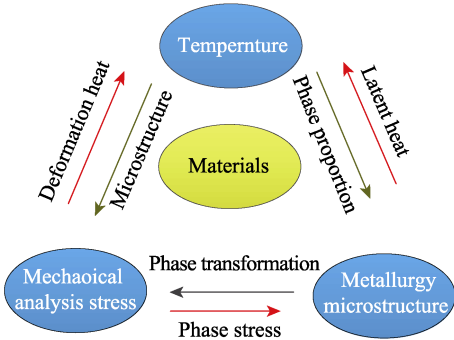 Tempernture
Deformation heat
Microstructure
Materials
Phase proportion
Latent heat
Mechaoical
analysis stress
Phase transformation
Phase stress
Metallurgy
microstructure